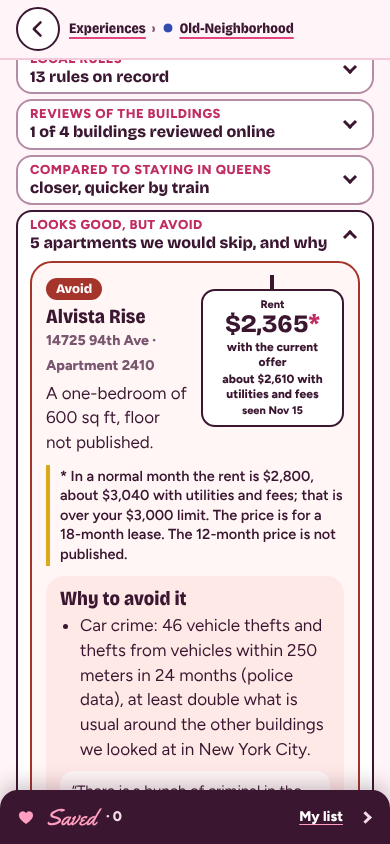 Experiences › Old-Neighborhood
LOCAL RULES
13 rules on record
REVIEWS OF THE BUILDINGS
1 of 4 buildings reviewed online
COMPARED TO STAYING IN QUEENS
closer, quicker by train
LOOKS GOOD, BUT AVOID
5 apartments we would skip, and why
Avoid
Alvista Rise
14725 94th Ave ·
Apartment 2410
A one-bedroom of
600 sq ft, floor
not published.
Rent
$2,365*
with the current
offer
about $2,610 with
utilities and fees
seen Nov 15
* In a normal month the rent is $2,800,
about $3,040 with utilities and fees; that is
over your $3,000 limit. The price is for a
18-month lease. The 12-month price is not
published.
Why to avoid it
• Car crime: 46 vehicle thefts and
thefts from vehicles within 250
meters in 24 months (police
data), at least double what is
usual around the other buildings
we looked at in New York City.
“There is a bunch of criminal in the
Saved · 0
My list